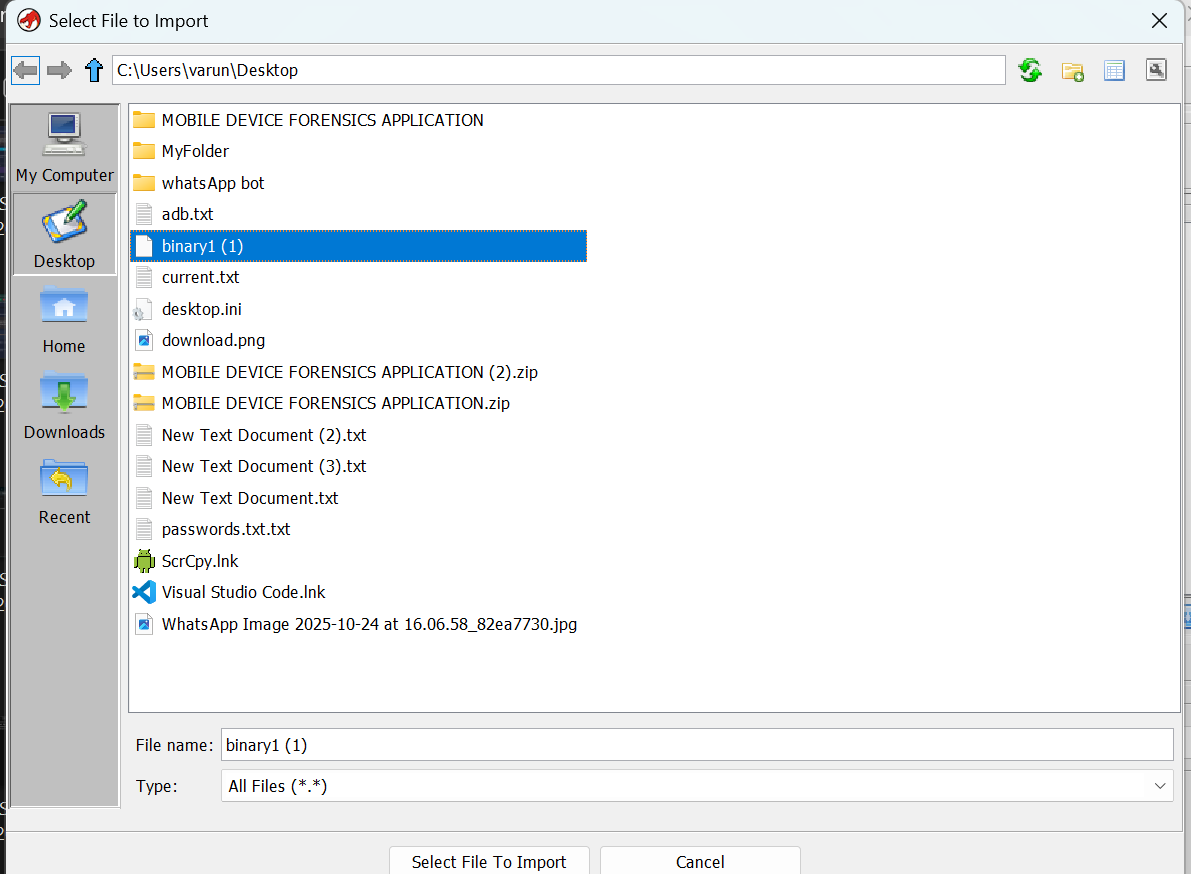 Select File to Import
C:\Users\varun\Desktop
My Computer
Desktop
Home
Downloads
Recent
MOBILE DEVICE FORENSICS APPLICATION
MyFolder
whatsApp bot
adb.txt
binary1 (1)
current.txt
desktop.ini
download.png
MOBILE DEVICE FORENSICS APPLICATION (2).zip
MOBILE DEVICE FORENSICS APPLICATION.zip
New Text Document (2).txt
New Text Document (3).txt
New Text Document.txt
passwords.txt.txt
ScrCpy.lnk
Visual Studio Code.lnk
WhatsApp Image 2025-10-24 at 16.06.58_82ea7730.jpg
File name: binary1 (1)
Type: All Files (*.*)
Select File To Import Cancel